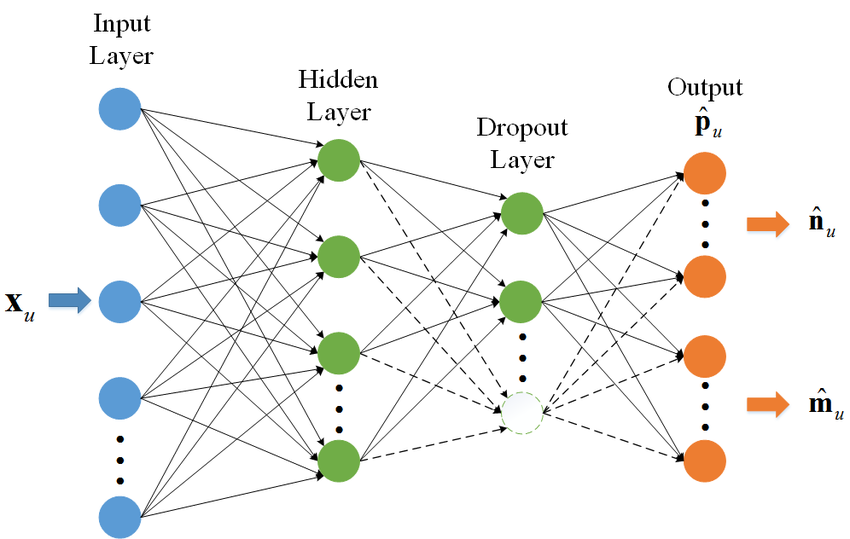 Input
Layer
Hidden
Layer
Dropout
Layer
Output
p̂u
n̂u
xu
m̂u